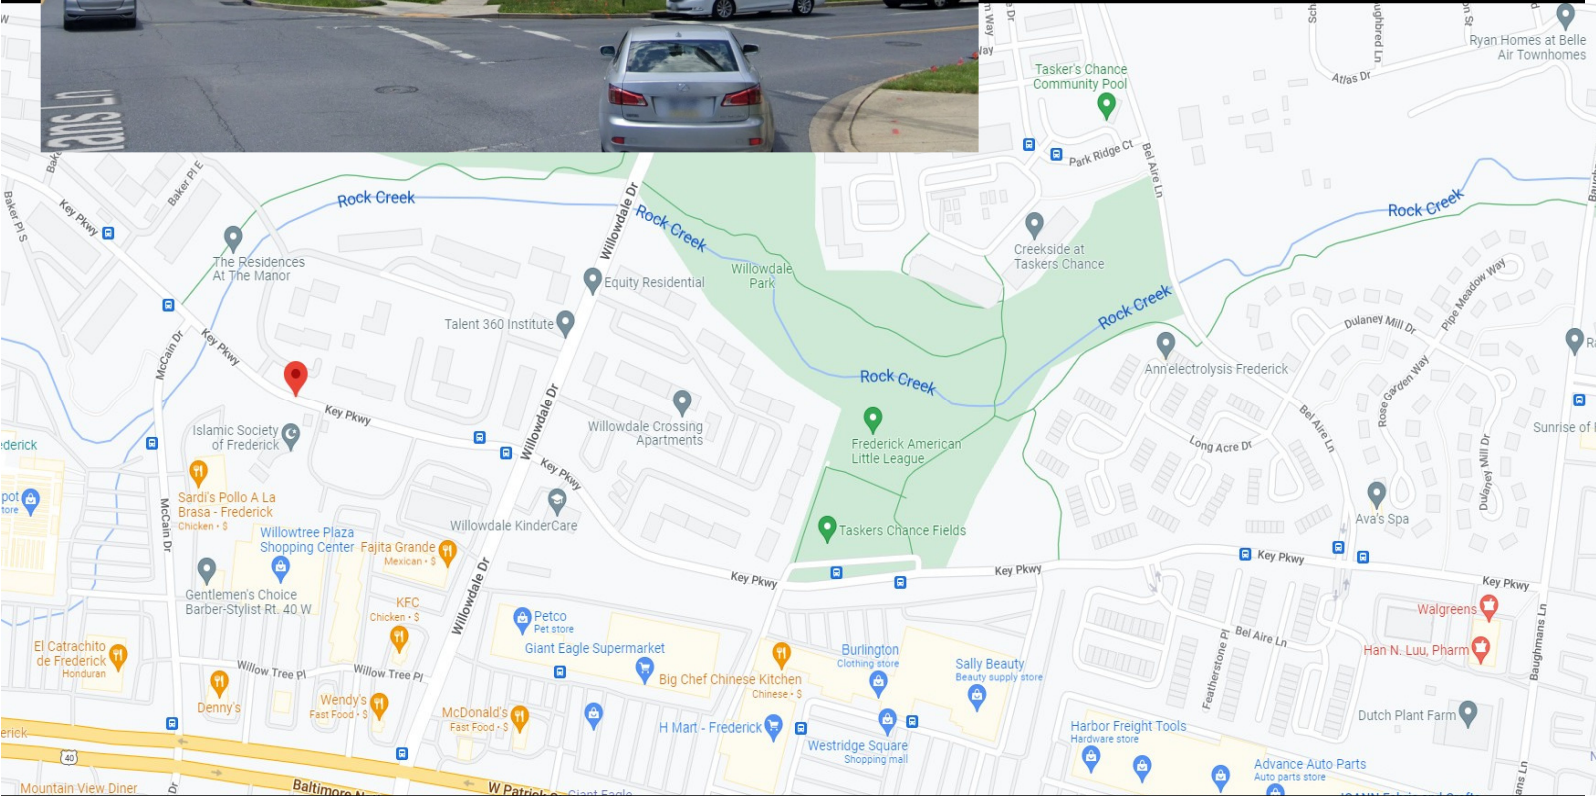 ans Ln
Tasker's Chance
Community Pool
Atlas Dr
Ryan Homes at Belle
Air Townhomes
Park Ridge Ct
Bel Aire Ln
Baker Pl E
Baker Pl S
Key Pkwy
Rock Creek
Willowdale Dr
Rock Creek
Rock Creek
The Residences
At The Manor
Equity Residential
Willowdale
Park
Creekside at
Taskers Chance
Rock Creek
Talent 360 Institute
Pipe Meadow Way
Dulaney Mill Dr
McCain Dr
Key Pkwy
Ann'electrolysis Frederick
Rose Garden Way
Rock Creek
Key Pkwy
Willowdale Dr
Willowdale Crossing
Apartments
Islamic Society
of Frederick
Frederick American
Little League
Long Acre Dr
Bel Aire Ln
Sunrise of
Dulaney Mill Dr
Key Pkwy
Sardi's Pollo A La
Brasa - Frederick
Chicken • $
McCain Dr
Willowdale KinderCare
Taskers Chance Fields
Ava's Spa
Willowtree Plaza
Shopping Center
Fajita Grande
Mexican • $
Willowdale Dr
Key Pkwy
Key Pkwy
Key Pkwy
Key Pkwy
Gentlemen's Choice
Barber-Stylist Rt. 40 W
KFC
Chicken • $
Petco
Pet store
Walgreens
Baughmans Ln
El Catrachito
de Frederick
Honduran
Giant Eagle Supermarket
Burlington
Clothing store
Bel Aire Ln
Featherstone Pl
Han N. Luu, Pharm
Sally Beauty
Beauty supply store
Willow Tree Pl
Willow Tree Pl
Big Chef Chinese Kitchen
Chinese • $
Denny's
Wendy's
Fast Food • $
McDonald's
Fast Food • $
H Mart - Frederick
Westridge Square
Shopping mall
Dutch Plant Farm
Harbor Freight Tools
Hardware store
40
Advance Auto Parts
Auto parts store
Mountain View Diner
Baltimore N
W Patrick S
Giant Eagle